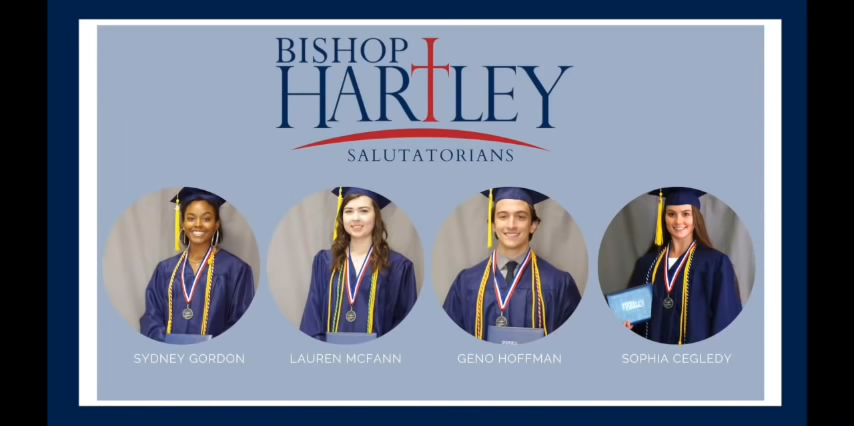 BISHOP
HARTLEY
SALUTATORIANS
SYDNEY GORDON
LAUREN MCFANN
GENO HOFFMAN
SOPHIA CEGLEDY